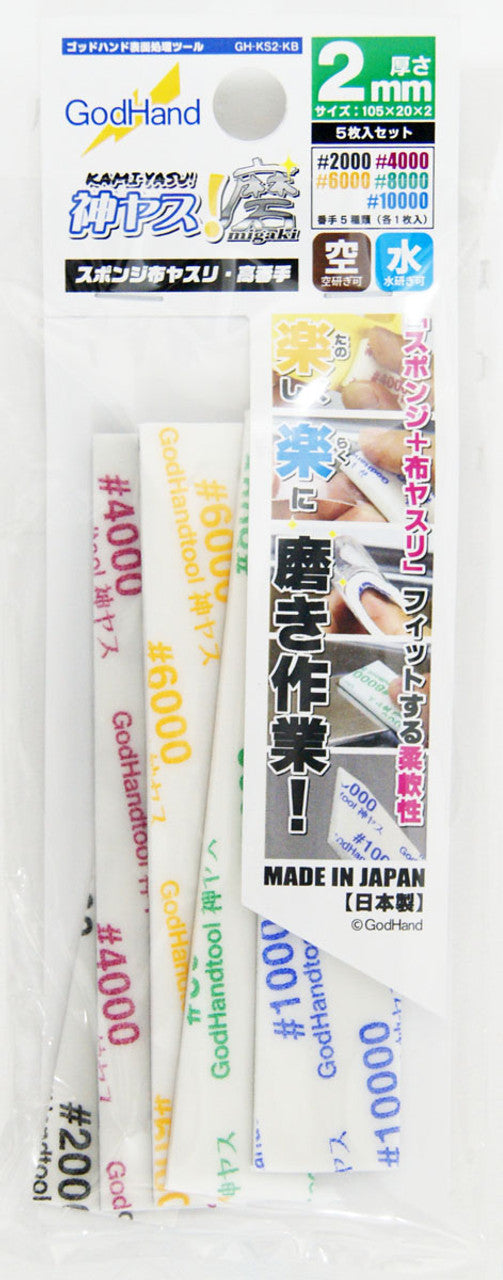 ゴッドハンド表面処理ツール GH-KS2-KB
GodHand
2mm
厚さ
サイズ：105×20×2
5枚入セット
#2000 #4000
#6000 #8000
#10000
番手5種類（各1枚入）
KAMIYASU!
神ヤス!磨
migaki
スポンジ布ヤスリ・高番手
空
空研ぎ可
水
水研ぎ可
「スポンジ＋布ヤスリ」フィットする柔軟性
楽しく、楽に
たの
らく
磨き作業！
MADE IN JAPAN
【日本製】
©GodHand
#4000
GodHandtool 神ヤス
#4000
#6000
GodHandtool 神ヤス
#6000
GodHandtool
GodHandtool 神ヤス
#1000
GodHandtool
#10000
#2000